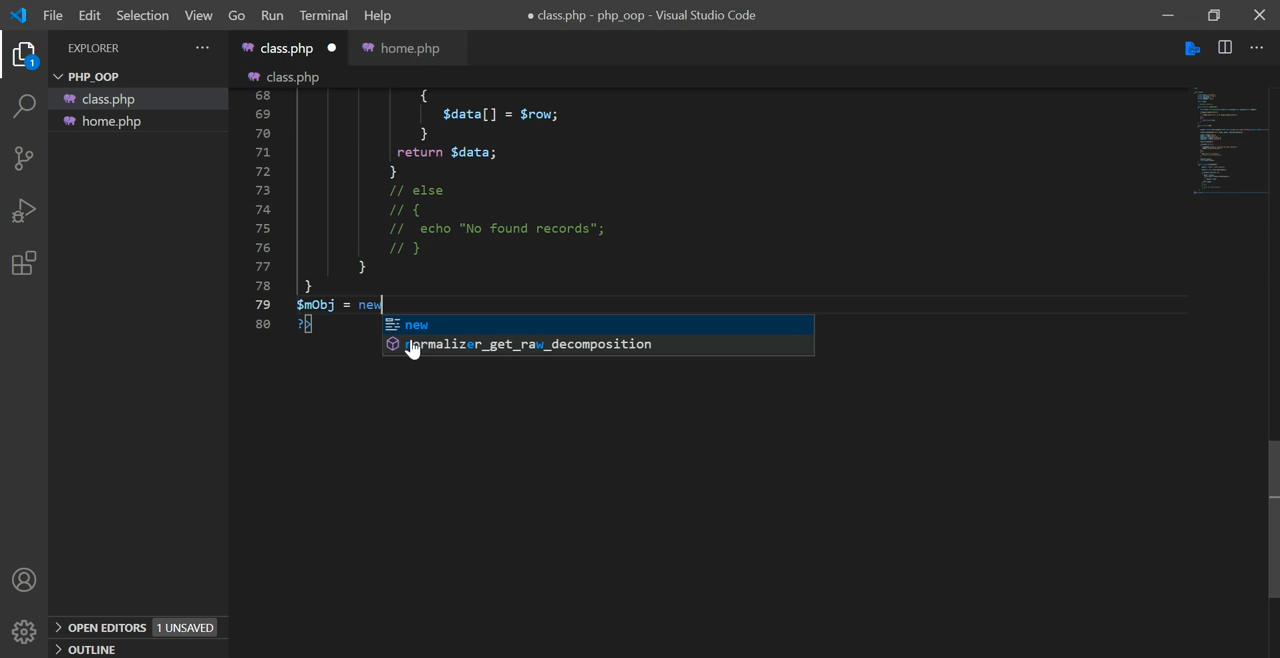 File Edit Selection View Go Run Terminal Help
● class.php - php_oop - Visual Studio Code
EXPLORER
class.php
home.php
PHP_OOP
class.php
class.php
home.php
68 {
69 $data[] = $row;
70 }
71 return $data;
72 }
73 // else
74 // {
75 // echo "No found records";
76 // }
77 }
78 }
79 $mObj = new
80 ?>
new
normalizer_get_raw_decomposition
1
OPEN EDITORS 1 UNSAVED
OUTLINE